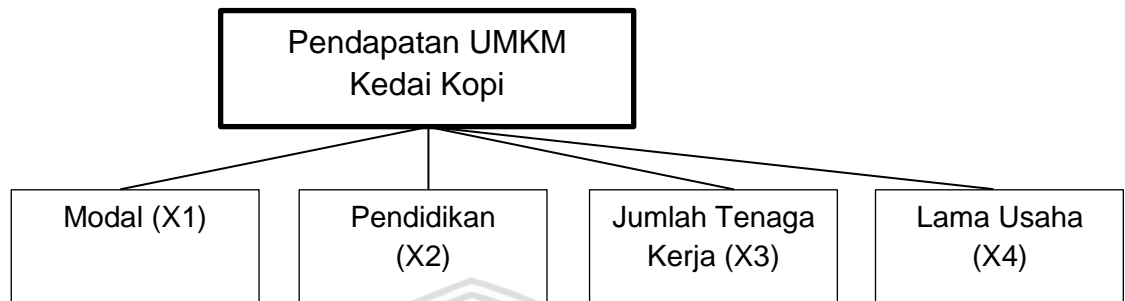 Pendapatan UMKM
Kedai Kopi
Modal (X1)
Pendidikan
(X2)
Jumlah Tenaga
Kerja (X3)
Lama Usaha
(X4)